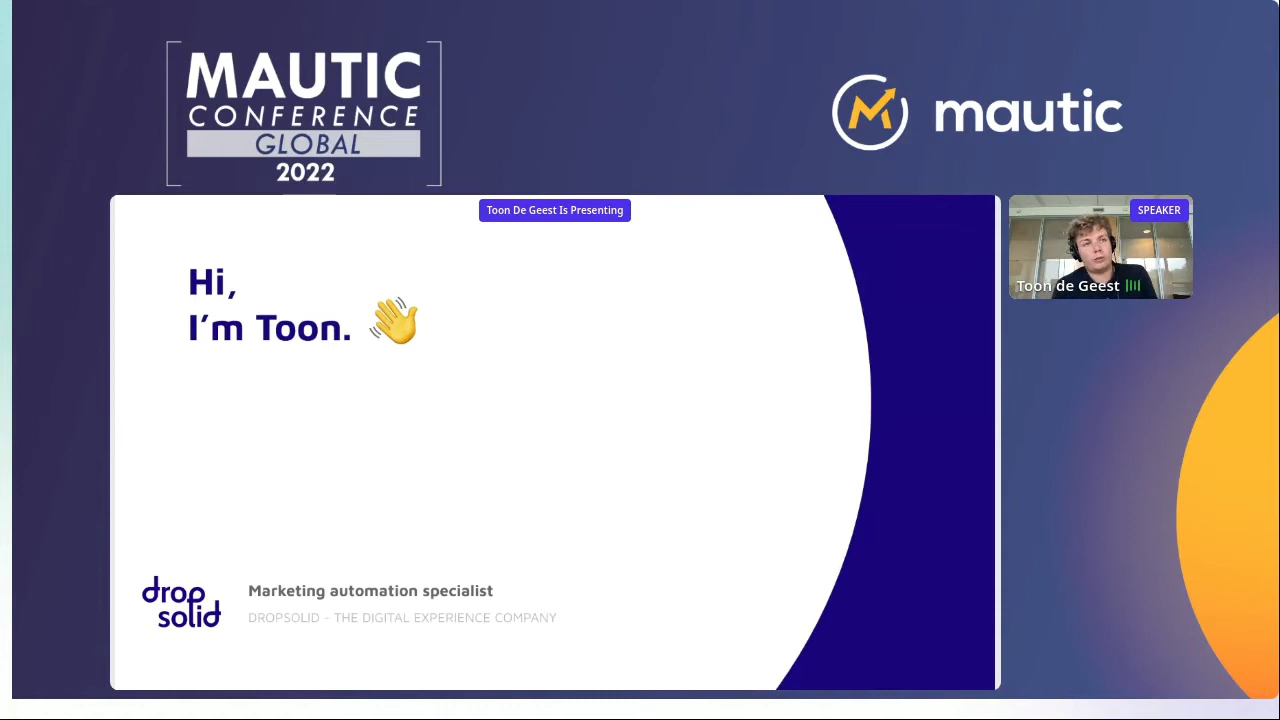 MAUTIC
CONFERENCE
GLOBAL
2022
mautic
Toon De Geest Is Presenting
SPEAKER
Toon de Geest
Hi,
I'm Toon. 👋
drop
solid
Marketing automation specialist
DROPSOLID - THE DIGITAL EXPERIENCE COMPANY